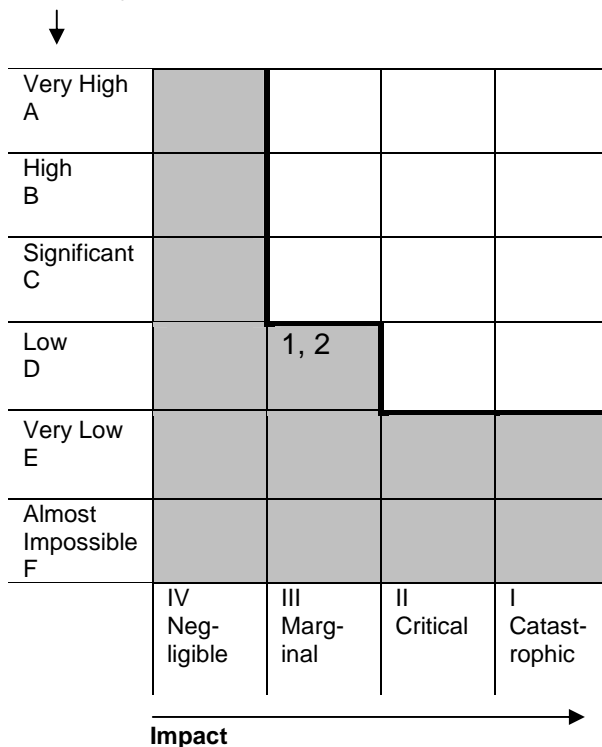 Very High
A
High
B
Significant
C
Low
D
1, 2
Very Low
E
Almost
Impossible
F
IV
Neg-
ligible
III
Marg-
inal
II
Critical
I
Catast-
rophic
Impact